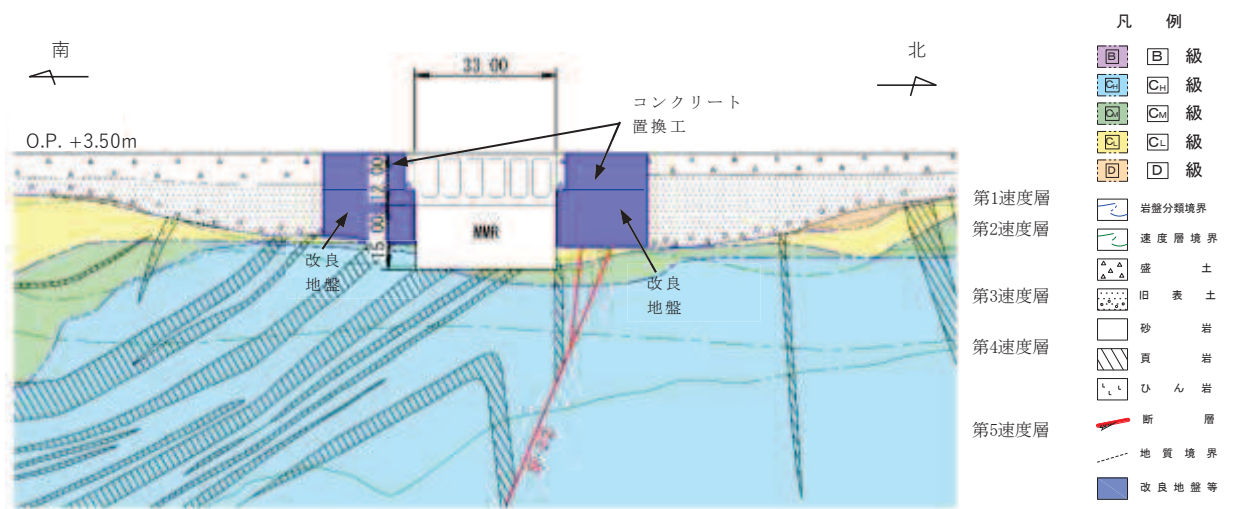 南
北
33.00
コンクリート
置換工
O.P. +3.50m
12.00
15.00
MMR
改良
地盤
改良
地盤
第1速度層
第2速度層
第3速度層
第4速度層
第5速度層
凡 例
B B 級
CH CH 級
CM CM 級
CL CL 級
D D 級
岩盤分類境界
速度層境界
盛土
旧表土
砂岩
頁岩
ひん岩
断層
地質境界
改良地盤等